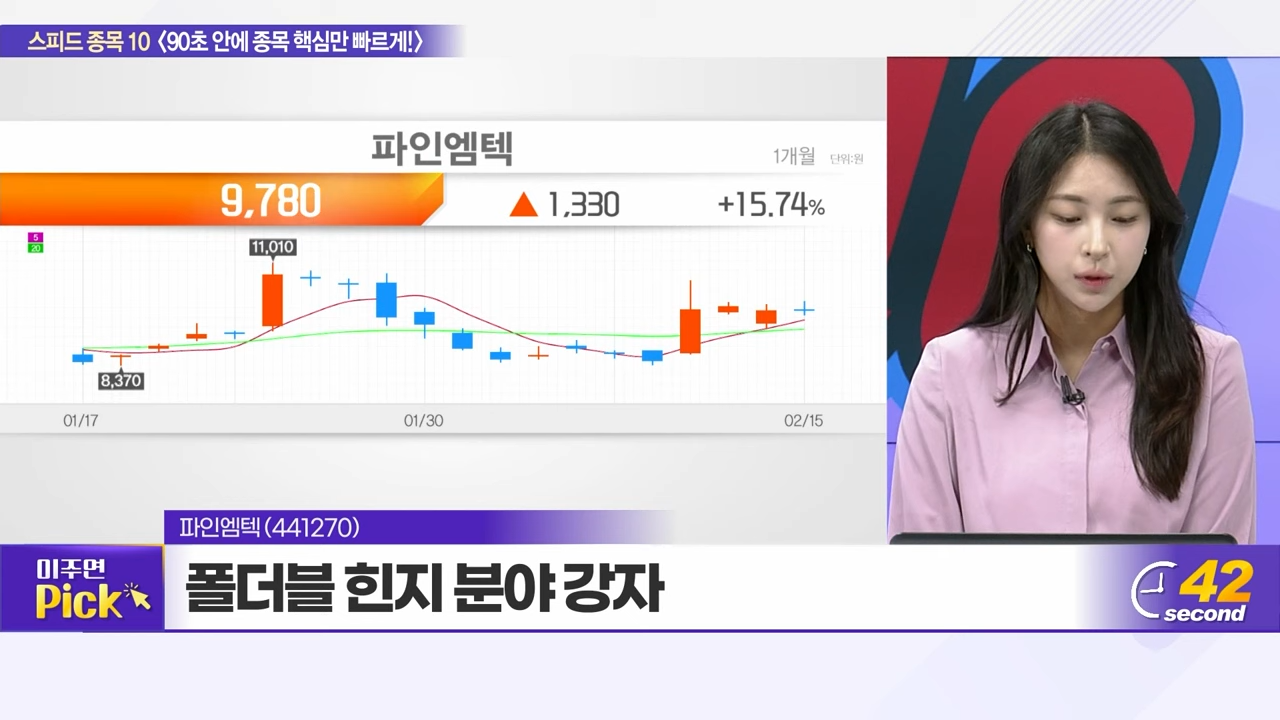 스피드 종목 10 〈90초 안에 종목 핵심만 빠르게!〉
파인엠텍
1개월 단위:원
9,780 ▲ 1,330 +15.74%
5
20
11,010
8,370
01/17 01/30 02/15
파인엠텍(441270)
미주면
Pick
폴더블 힌지 분야 강자
42
second